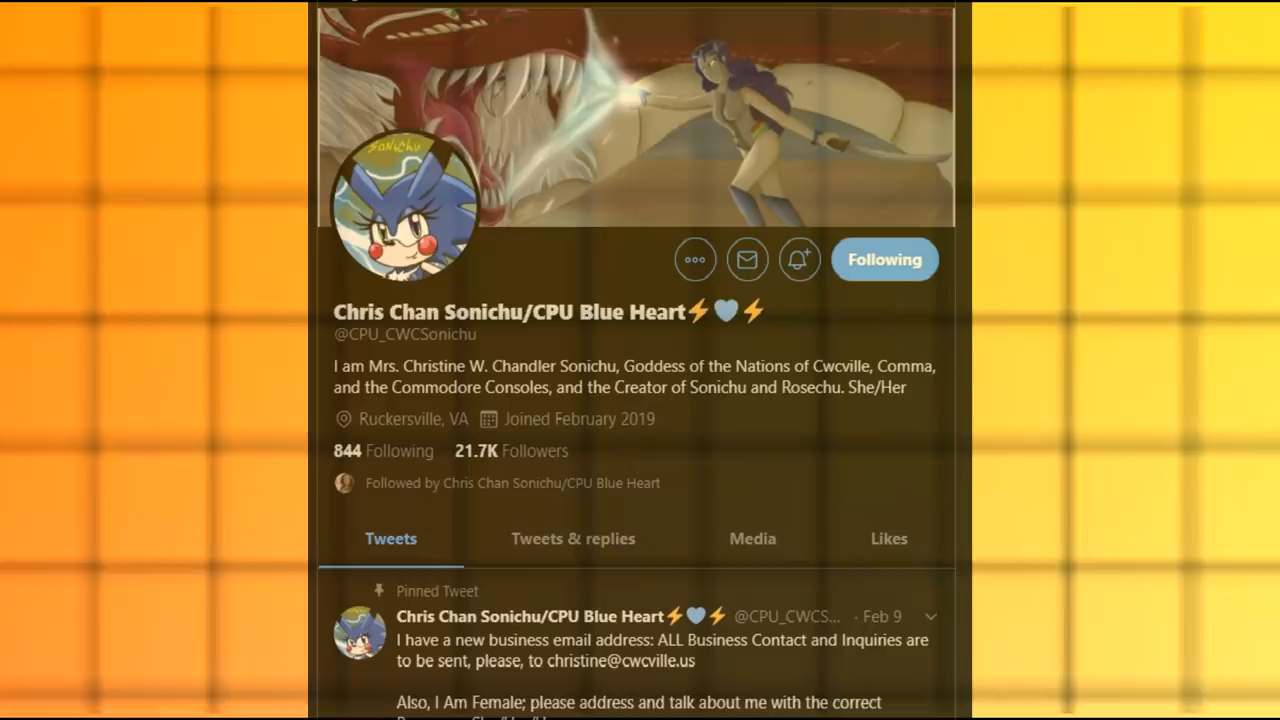 SONICHU
Following
Chris Chan Sonichu/CPU Blue Heart⚡💙⚡
@CPU_CWCSonichu
I am Mrs. Christine W. Chandler Sonichu, Goddess of the Nations of Cwcville, Comma,
and the Commodore Consoles, and the Creator of Sonichu and Rosechu. She/Her
Ruckersville, VA Joined February 2019
844 Following 21.7K Followers
Followed by Chris Chan Sonichu/CPU Blue Heart
Tweets Tweets & replies Media Likes
Pinned Tweet
Chris Chan Sonichu/CPU Blue Heart⚡💙⚡ @CPU_CWCS... · Feb 9
I have a new business email address: ALL Business Contact and Inquiries are
to be sent, please, to christine@cwcville.us
Also, I Am Female; please address and talk about me with the correct